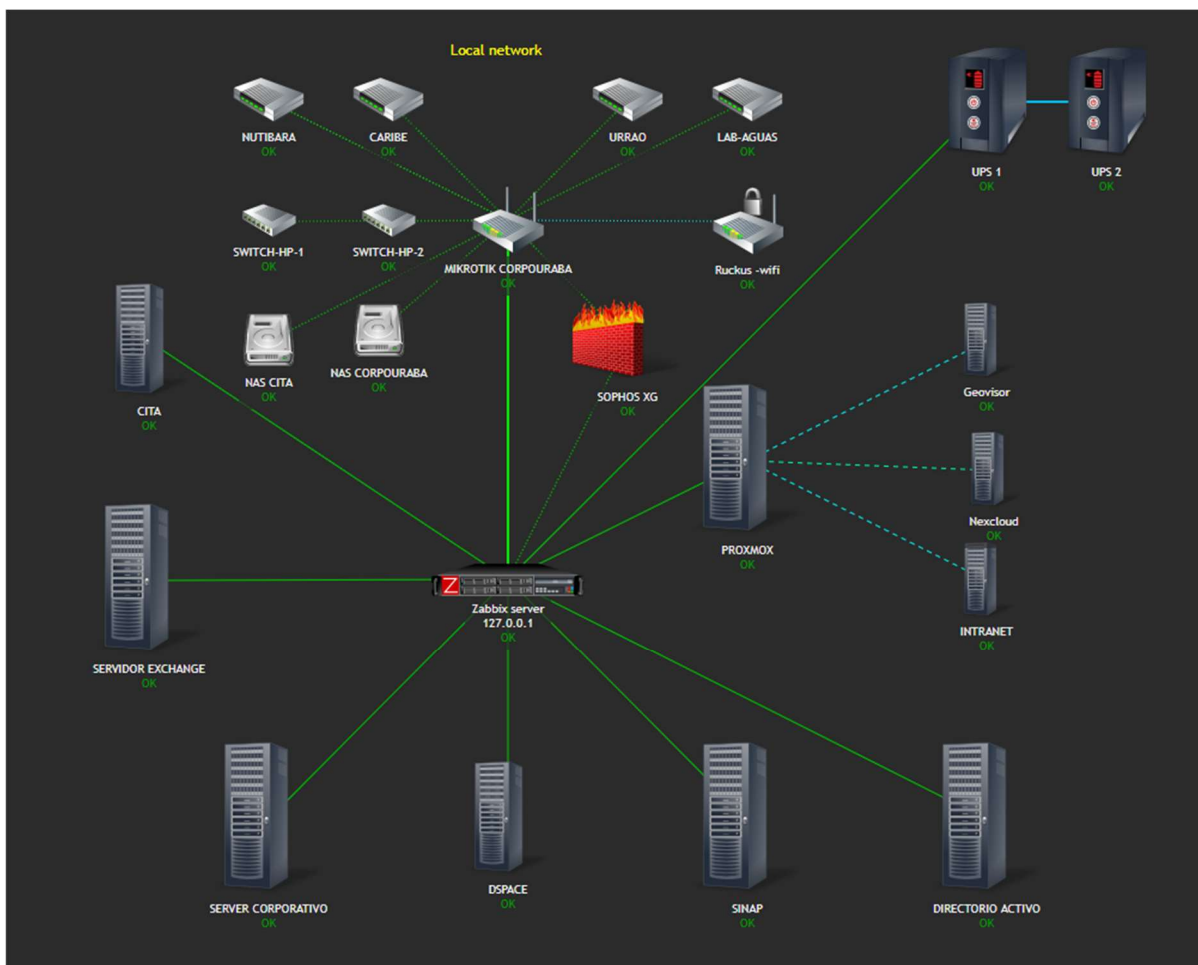 Local network
NUTIBARA
OK
CARIBE
OK
URRAO
OK
LAB-AGUAS
OK
UPS 1
OK
UPS 2
OK
SWITCH-HP-1
OK
SWITCH-HP-2
OK
MIKROTIK CORPOURABA
OK
Ruckus -wifi
OK
NAS CITA
OK
NAS CORPOURABA
OK
SOPHOS XG
OK
CITA
OK
Geovisor
OK
PROXMOX
OK
Nexcloud
OK
INTRANET
OK
Z
Zabbix server
127.0.0.1
OK
SERVIDOR EXCHANGE
OK
SERVER CORPORATIVO
OK
DSPACE
OK
SINAP
OK
DIRECTORIO ACTIVO
OK